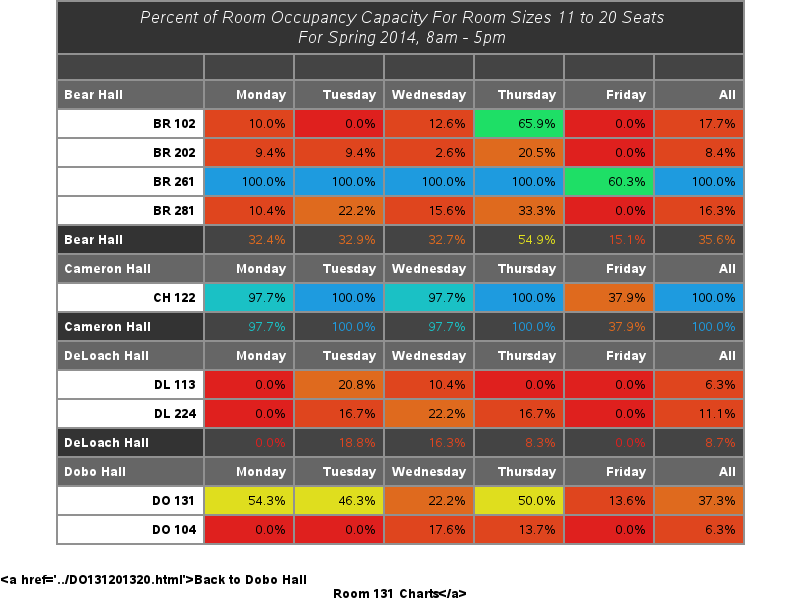 Percent of Room Occupancy Capacity For Room Sizes 11 to 20 Seats
For Spring 2014, 8am - 5pm
Bear Hall Monday Tuesday Wednesday Thursday Friday All
BR 102 10.0% 0.0% 12.6% 65.9% 0.0% 17.7%
BR 202 9.4% 9.4% 2.6% 20.5% 0.0% 8.4%
BR 261 100.0% 100.0% 100.0% 100.0% 60.3% 100.0%
BR 281 10.4% 22.2% 15.6% 33.3% 0.0% 16.3%
Bear Hall 32.4% 32.9% 32.7% 54.9% 15.1% 35.6%
Cameron Hall Monday Tuesday Wednesday Thursday Friday All
CH 122 97.7% 100.0% 97.7% 100.0% 37.9% 100.0%
Cameron Hall 97.7% 100.0% 97.7% 100.0% 37.9% 100.0%
DeLoach Hall Monday Tuesday Wednesday Thursday Friday All
DL 113 0.0% 20.8% 10.4% 0.0% 0.0% 6.3%
DL 224 0.0% 16.7% 22.2% 16.7% 0.0% 11.1%
DeLoach Hall 0.0% 18.8% 16.3% 8.3% 0.0% 8.7%
Dobo Hall Monday Tuesday Wednesday Thursday Friday All
DO 131 54.3% 46.3% 22.2% 50.0% 13.6% 37.3%
DO 104 0.0% 0.0% 17.6% 13.7% 0.0% 6.3%
<a href='../DO131201320.html'>Back to Dobo Hall
Room 131 Charts</a>